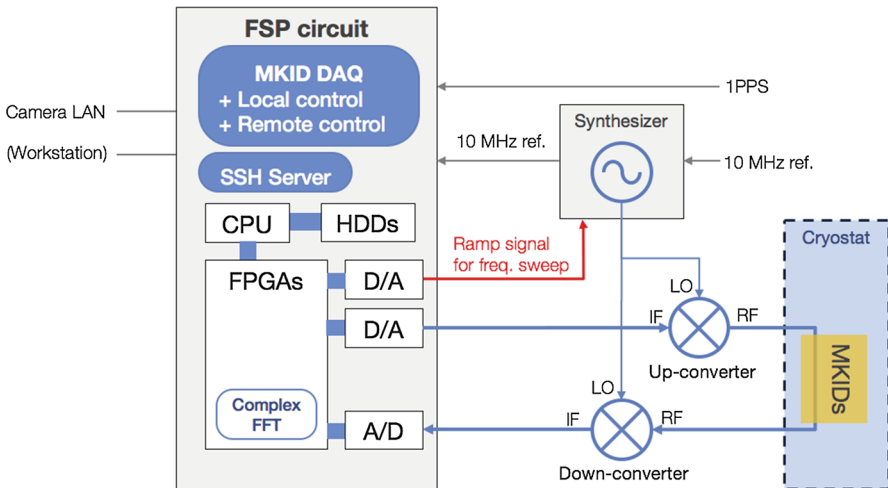 FSP circuit
MKID DAQ
+ Local control
+ Remote control
SSH Server
Camera LAN
(Workstation)
1PPS
Synthesizer
10 MHz ref.
10 MHz ref.
CPU
HDDs
FPGAs
D/A
D/A
A/D
Complex
FFT
Ramp signal
for freq. sweep
LO
IF
RF
Up-converter
LO
IF
RF
Down-converter
Cryostat
MKIDs